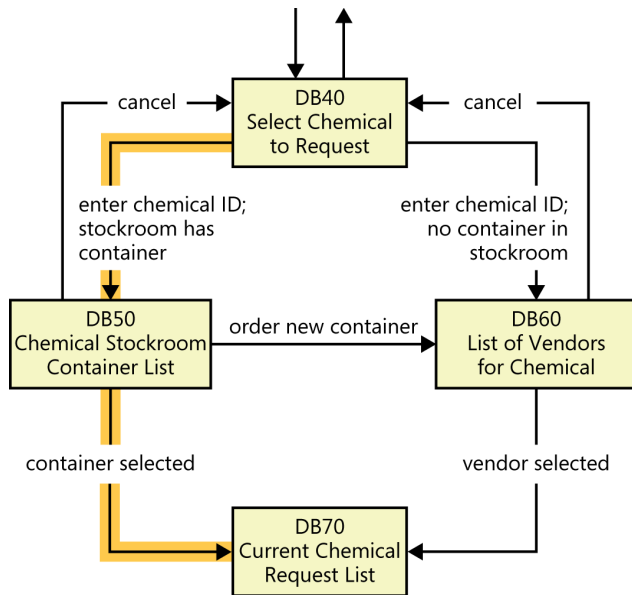 DB40
Select Chemical
to Request
cancel
cancel
enter chemical ID;
stockroom has
container
enter chemical ID;
no container in
stockroom
DB50
Chemical Stockroom
Container List
order new container
DB60
List of Vendors
for Chemical
container selected
vendor selected
DB70
Current Chemical
Request List